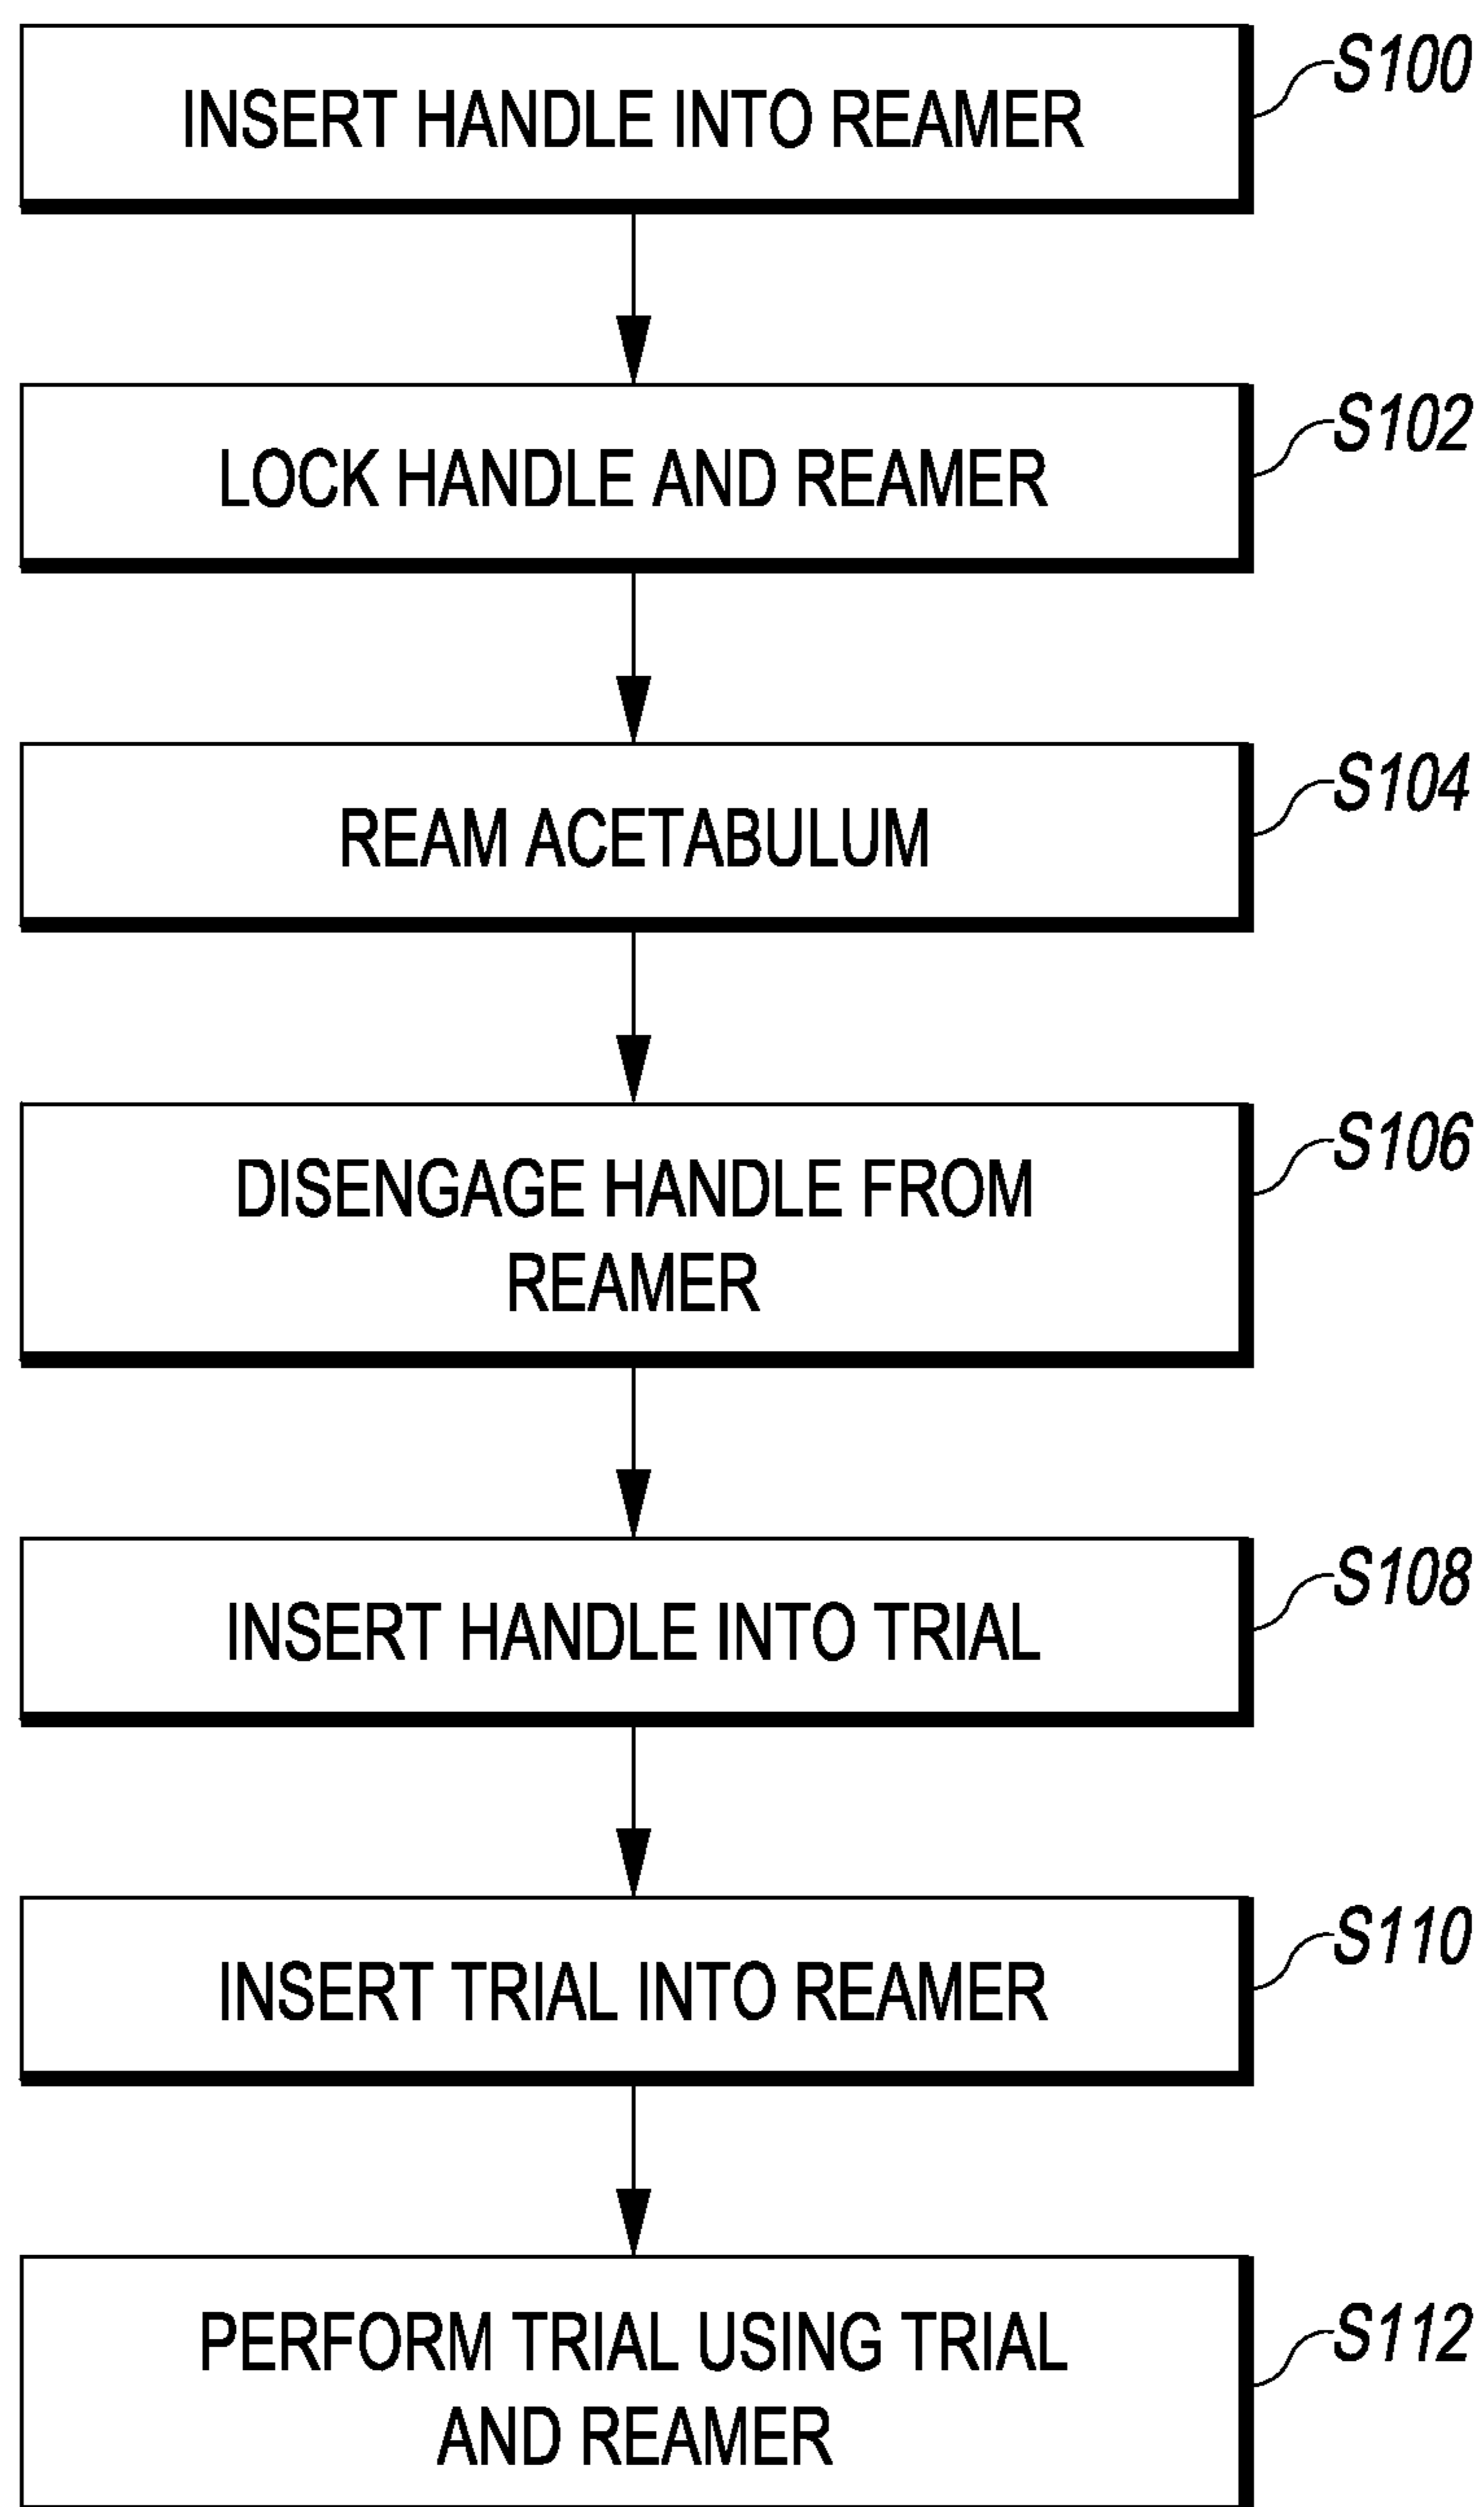 INSERT HANDLE INTO REAMER
S100
LOCK HANDLE AND REAMER
S102
REAM ACETABULUM
S104
DISENGAGE HANDLE FROM
REAMER
S106
INSERT HANDLE INTO TRIAL
S108
INSERT TRIAL INTO REAMER
S110
PERFORM TRIAL USING TRIAL
AND REAMER
S112